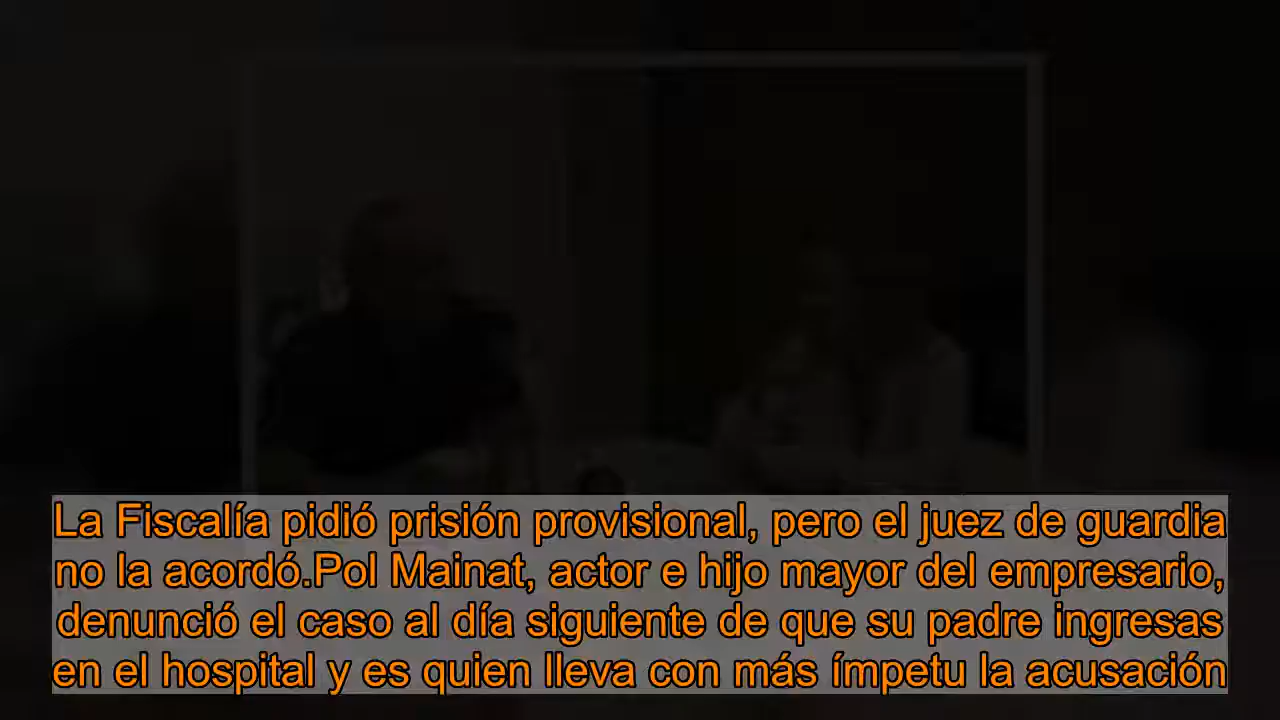 La Fiscalía pidió prisión provisional, pero el juez de guardia
no la acordó.Pol Mainat, actor e hijo mayor del empresario,
denunció el caso al día siguiente de que su padre ingresas
en el hospital y es quien lleva con más ímpetu la acusación